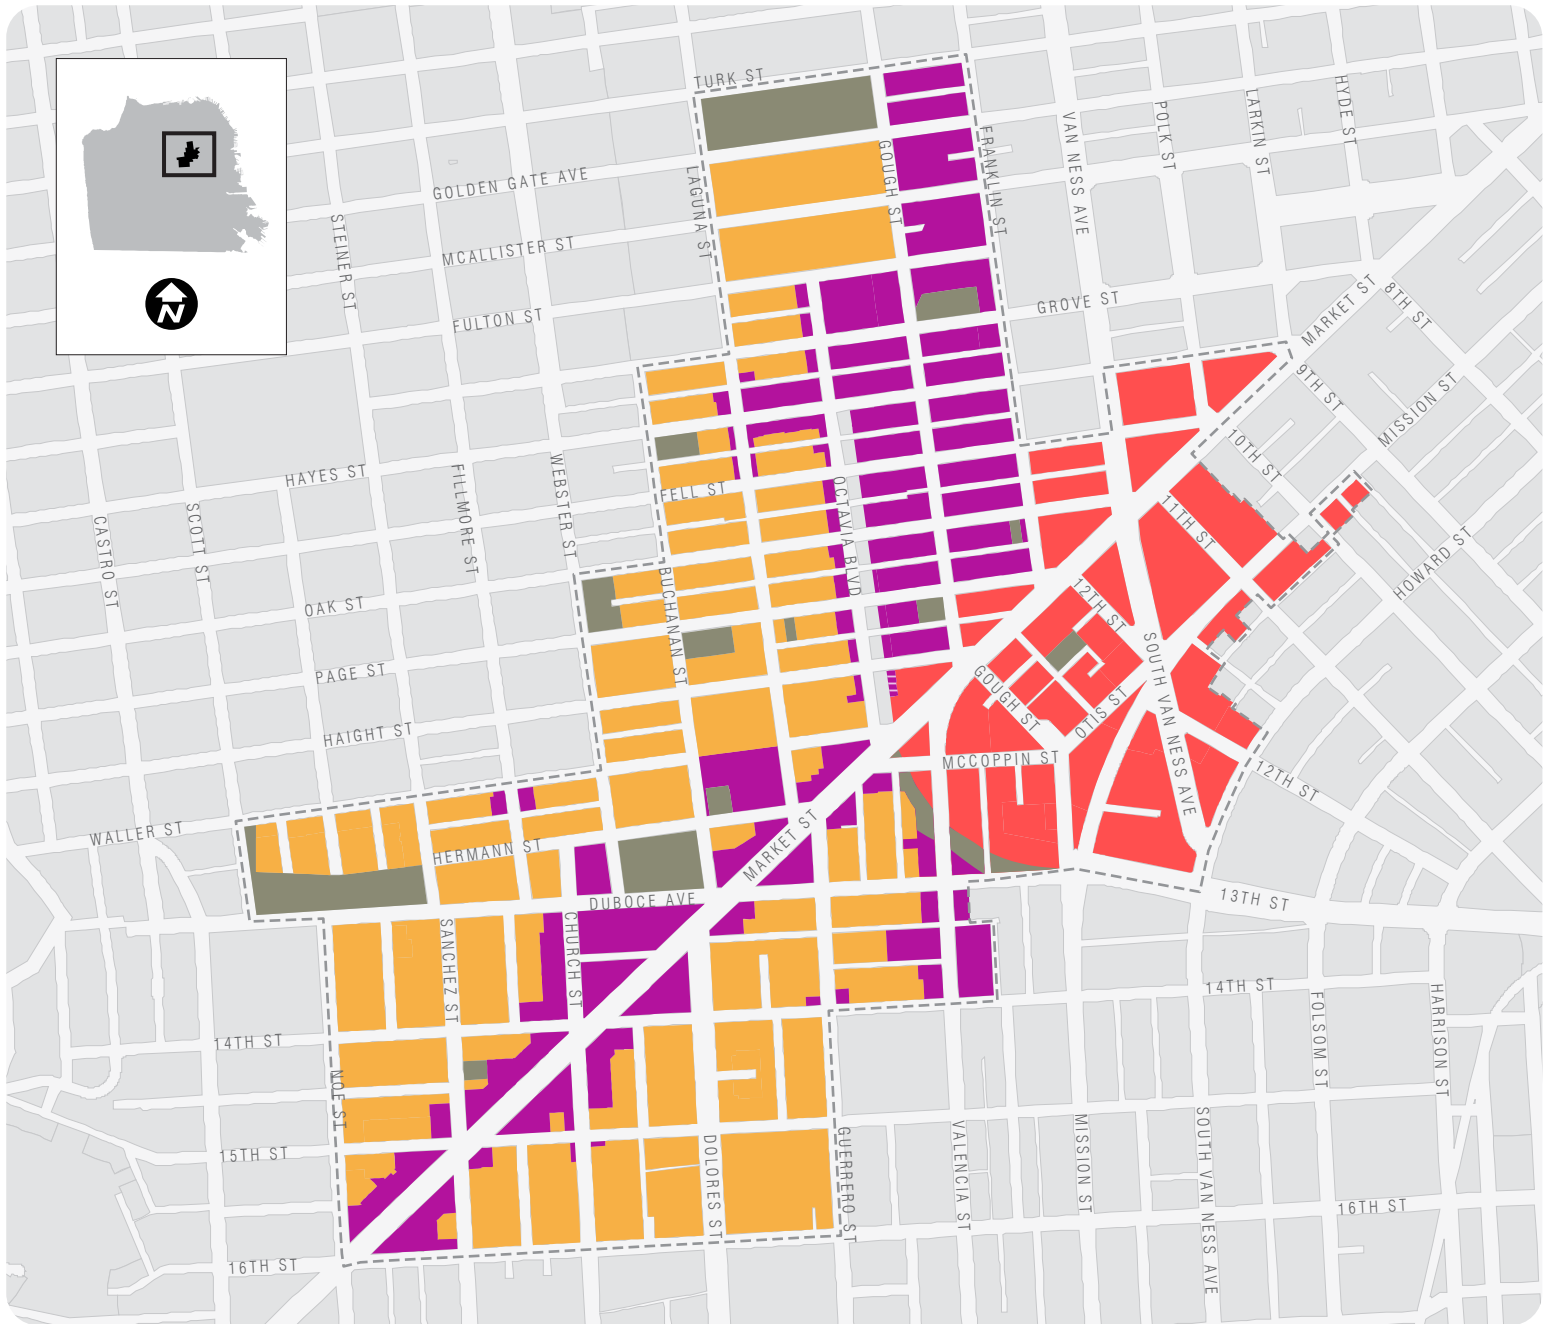 TURK ST
GOLDEN GATE AVE
MCALLISTER ST
FULTON ST
GROVE ST
STEINER ST
LAGUNA ST
GOUGH ST
FRANKLIN ST
VAN NESS AVE
POLK ST
LARKIN ST
HYDE ST
MARKET ST
8TH ST
9TH ST
MISSION ST
10TH ST
11TH ST
HOWARD ST
HAYES ST
FELL ST
FILLMORE ST
WEBSTER ST
OCTAVIA BLVD
CASTRO ST
SCOTT ST
OAK ST
BUCHANAN ST
PAGE ST
HAIGHT ST
12TH ST
GOUGH ST
OTIS ST
SOUTH VAN NESS AVE
MCCOPPIN ST
12TH ST
WALLER ST
HERMANN ST
MARKET ST
DUBOCE AVE
13TH ST
SANCHEZ ST
CHURCH ST
14TH ST
14TH ST
FOLSOM ST
HARRISON ST
NOE ST
15TH ST
DOLORES ST
GUERRERO ST
VALENCIA ST
MISSION ST
SOUTH VAN NESS AVE
16TH ST
16TH ST
N